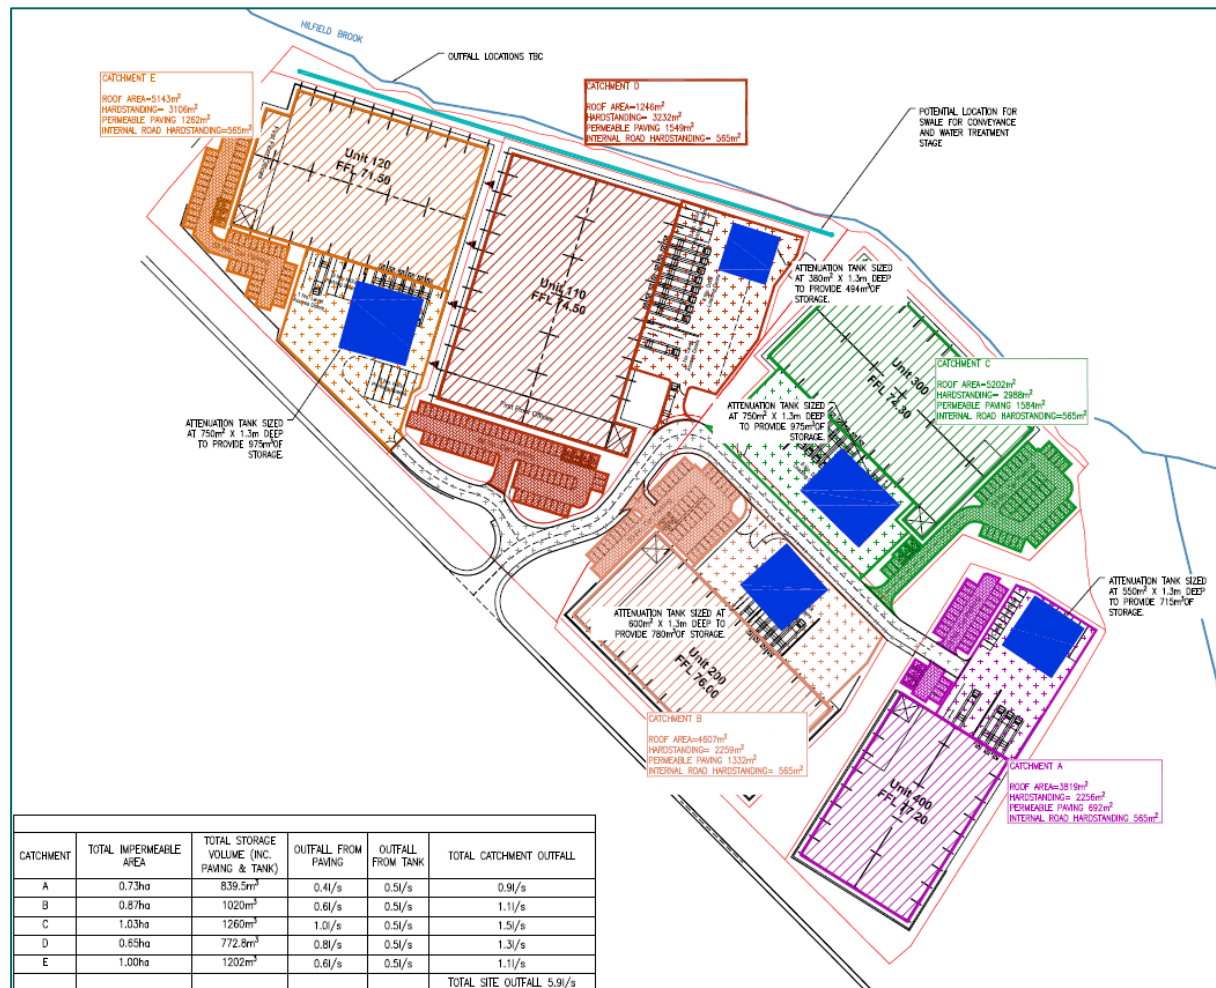 HILFIELD BROOK
OUTFALL LOCATIONS TBC
CATCHMENT E
ROOF AREA=5143m²
HARDSTANDING= 3106m²
PERMEABLE PAVING 1262m²
INTERNAL ROAD HARDSTANDING=565m²
CATCHMENT D
ROOF AREA=1246m²
HARDSTANDING= 3232m²
PERMEABLE PAVING 1549m²
INTERNAL ROAD HARDSTANDING= 565m²
POTENTIAL LOCATION FOR
SWALE FOR CONVEYANCE
AND WATER TREATMENT
STAGE
Unit 120
FFL 71.50
First Floor Offices
Unit 110
FFL 74.50
First Floor Offices
ATTENUATION TANK SIZED
AT 380m² X 1.3m DEEP
TO PROVIDE 494m³OF
STORAGE.
Unit 300
FFL 74.30
CATCHMENT C
ROOF AREA=5202m²
HARDSTANDING= 2988m²
PERMEABLE PAVING 1584m²
INTERNAL ROAD HARDSTANDING=565m²
ATTENUATION TANK SIZED
AT 750m² X 1.3m DEEP
TO PROVIDE 975m³OF
STORAGE.
ATTENUATION TANK SIZED
AT 750m² X 1.3m DEEP
TO PROVIDE 975m³OF
STORAGE.
ATTENUATION TANK SIZED
AT 550m² X 1.3m DEEP
TO PROVIDE 715m³OF
STORAGE.
ATTENUATION TANK SIZED AT
600m² X 1.3m DEEP TO
PROVIDE 780m³OF STORAGE.
Unit 200
FFL 76.00
CATCHMENT B
ROOF AREA=4607m²
HARDSTANDING= 2259m²
PERMEABLE PAVING 1332m²
INTERNAL ROAD HARDSTANDING= 565m²
Unit 400
FFL 77.20
CATCHMENT A
ROOF AREA=3819m²
HARDSTANDING= 2256m²
PERMEABLE PAVING 692m²
INTERNAL ROAD HARDSTANDING 565m²
CATCHMENT TOTAL IMPERMEABLE AREA TOTAL STORAGE VOLUME (INC. PAVING & TANK) OUTFALL FROM PAVING OUTFALL FROM TANK TOTAL CATCHMENT OUTFALL
A 0.73ha 839.5m³ 0.4l/s 0.5l/s 0.9l/s
B 0.87ha 1020m³ 0.6l/s 0.5l/s 1.1l/s
C 1.03ha 1260m³ 1.0l/s 0.5l/s 1.5l/s
D 0.65ha 772.8m³ 0.8l/s 0.5l/s 1.3l/s
E 1.00ha 1202m³ 0.6l/s 0.5l/s 1.1l/s
TOTAL SITE OUTFALL 5.9l/s